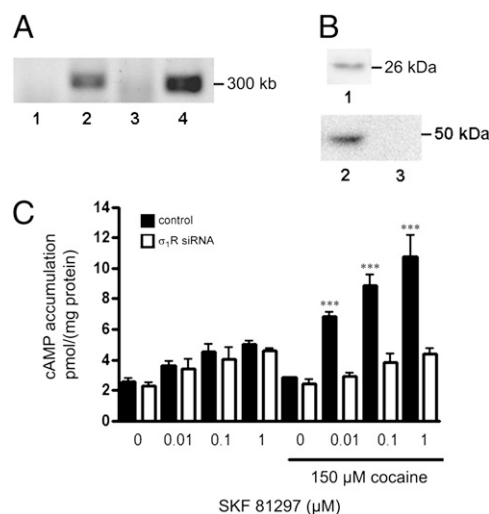 A
300 kb
1 2 3 4
B
26 kDa
1
50 kDa
2 3
C
cAMP accumulation
pmol/(mg protein)
14
12
10
8
6
4
2
0
control
σ₁R siRNA
*** *** ***
0 0.01 0.1 1 0 0.01 0.1 1
150 µM cocaine
SKF 81297 (µM)